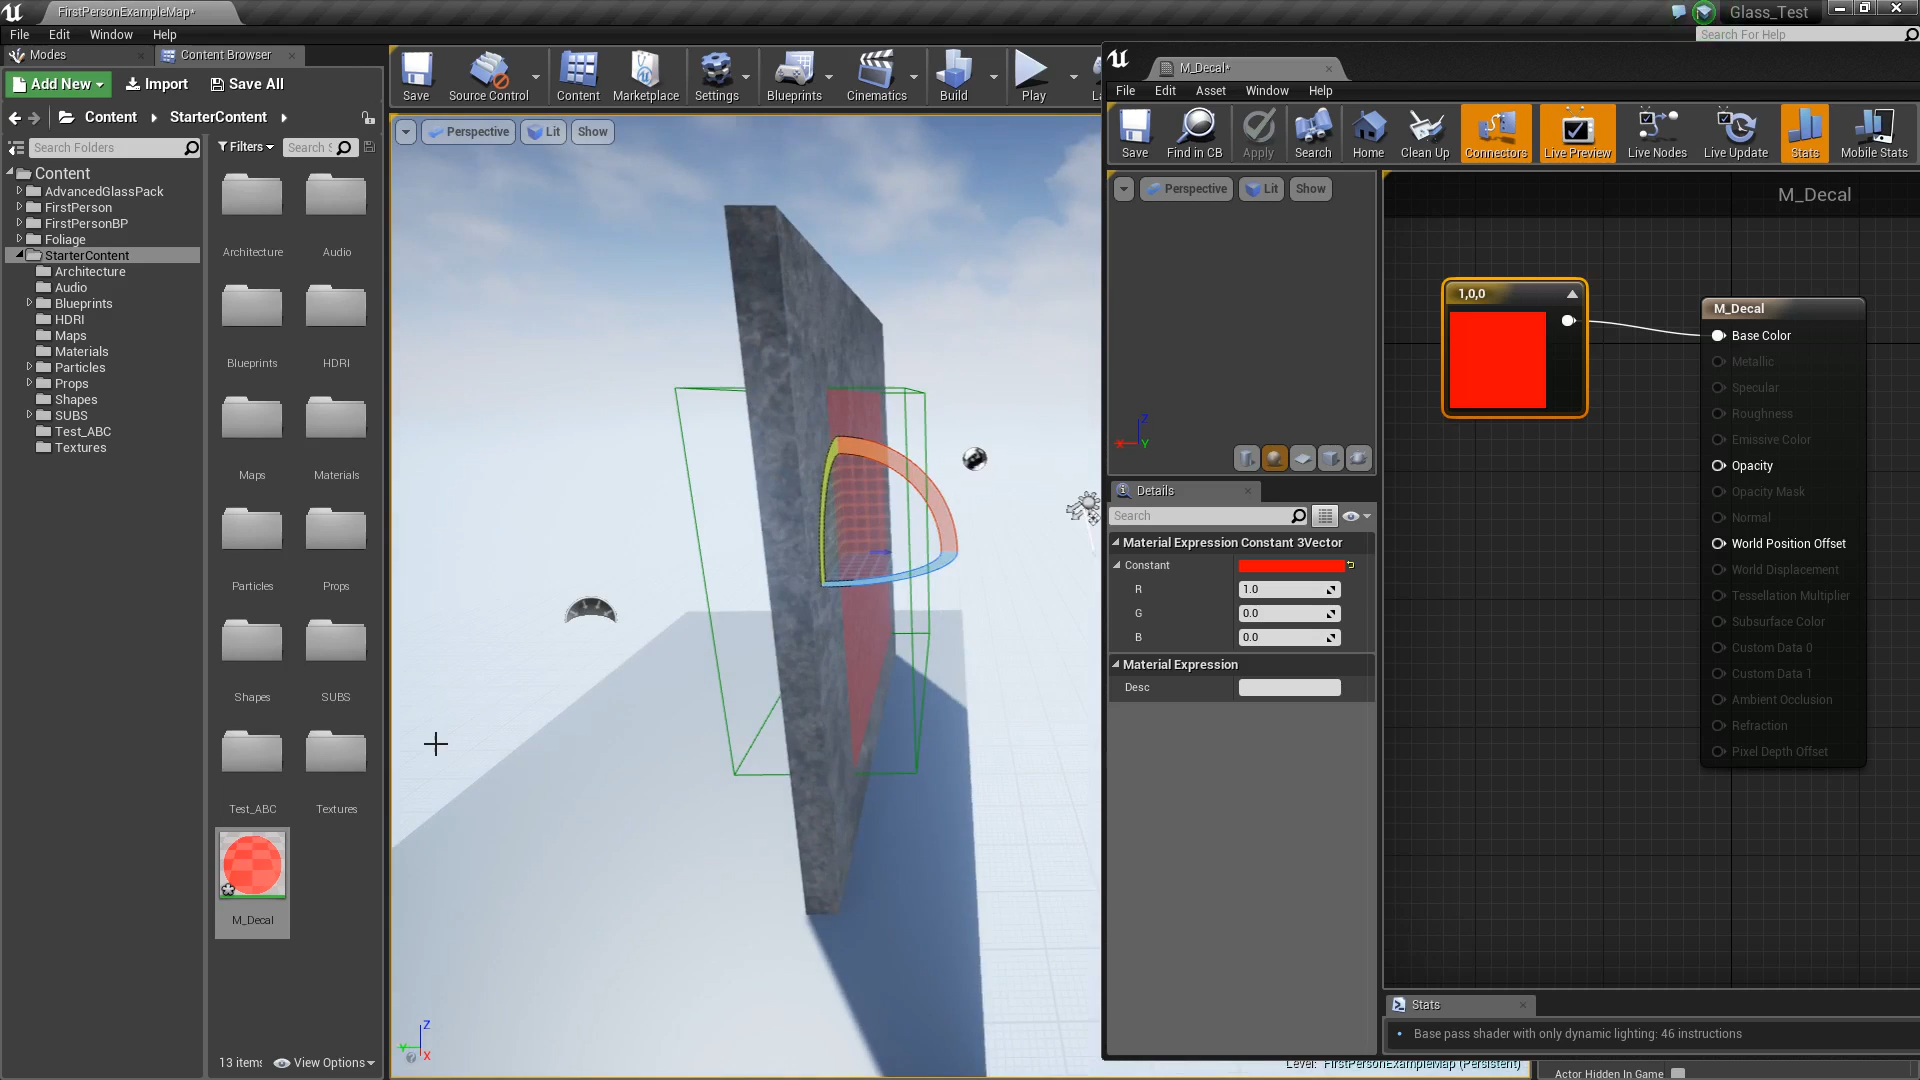 FirstPersonExampleMap*
Glass_Test
File Edit Window Help
Search For Help
Modes
Content Browser
Add New
Import
Save All
Content
StarterContent
Search Folders
Filters
Search S
Content
AdvancedGlassPack
FirstPerson
FirstPersonBP
Foliage
StarterContent
Architecture
Audio
Blueprints
HDRI
Maps
Materials
Particles
Props
Shapes
SUBS
Test_ABC
Textures
Architecture Audio
Blueprints HDRI
Maps Materials
Particles Props
Shapes SUBS
Test_ABC Textures
M_Decal
13 items
View Options
Save
Source Control
Content
Marketplace
Settings
Blueprints
Cinematics
Build
Play
Perspective
Lit
Show
Z
Y
X
M_Decal*
File Edit Asset Window Help
Save
Find in CB
Apply
Search
Home
Clean Up
Connectors
Live Preview
Live Nodes
Live Update
Stats
Mobile Stats
Perspective
Lit
Show
Z
X
Y
Details
Search
Material Expression Constant 3Vector
Constant
R 1.0
G 0.0
B 0.0
Material Expression
Desc
M_Decal
1,0,0
M_Decal
Base Color
Metallic
Specular
Roughness
Emissive Color
Opacity
Opacity Mask
Normal
World Position Offset
World Displacement
Tessellation Multiplier
Subsurface Color
Custom Data 0
Custom Data 1
Ambient Occlusion
Refraction
Pixel Depth Offset
Stats
Base pass shader with only dynamic lighting: 46 instructions
Level: FirstPersonExampleMap (Persistent)
Actor Hidden In Game